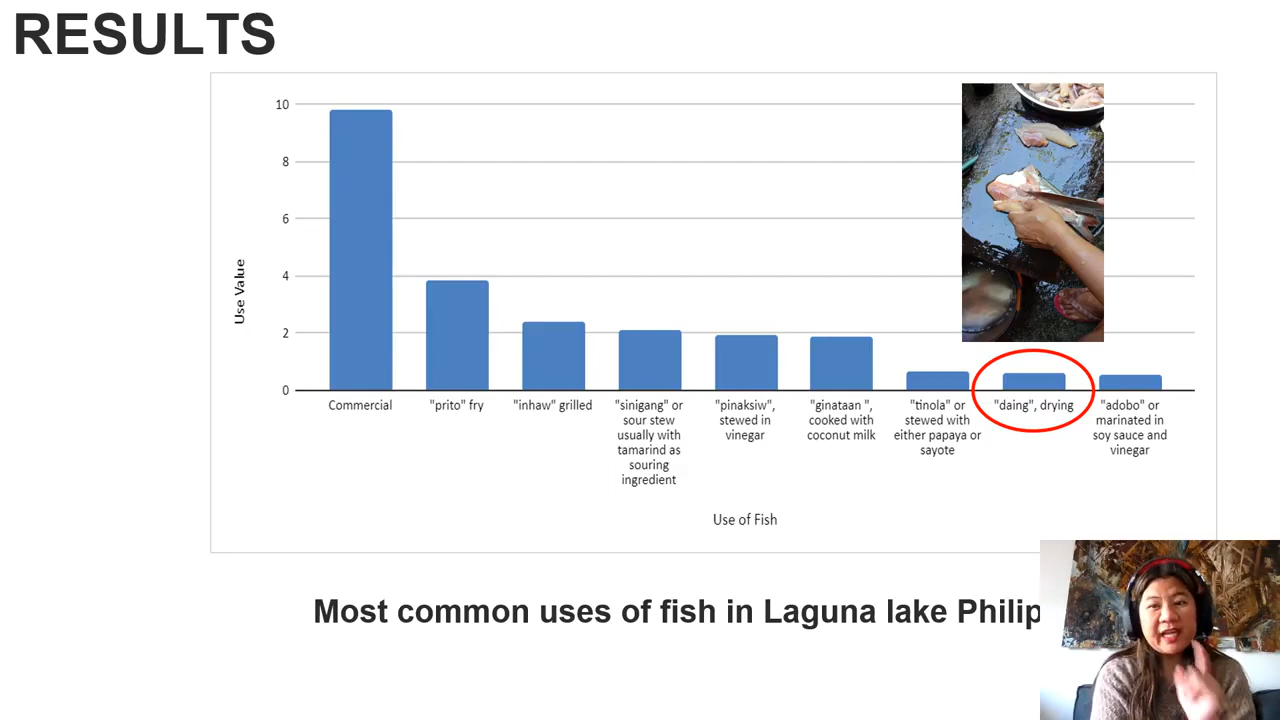 RESULTS
10
8
6
4
2
0
Use Value
Commercial
"prito" fry
"inhaw" grilled
"sinigang" or
sour stew
usually with
tamarind as
souring
ingredient
"pinaksiw",
stewed in
vinegar
"ginataan ",
cooked with
coconut milk
"tinola" or
stewed with
either papaya or
sayote
"daing", drying
"adobo" or
marinated in
soy sauce and
vinegar
Use of Fish
Most common uses of fish in Laguna lake Philip